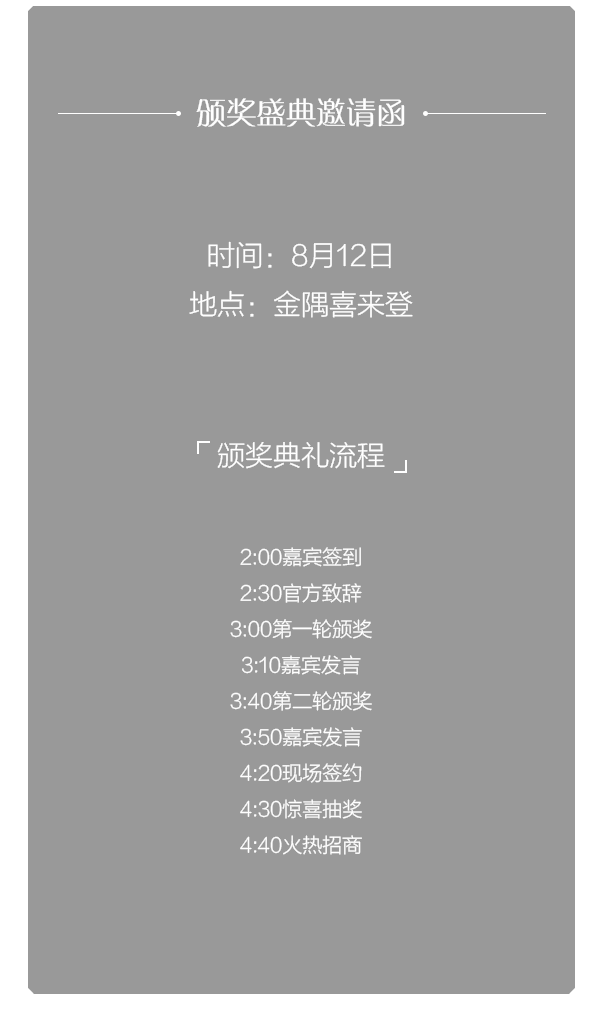 颁奖盛典邀请函
时间：8月12日
地点：金隅喜来登
「颁奖典礼流程」
2:00嘉宾签到
2:30官方致辞
3:00第一轮颁奖
3:10嘉宾发言
3:40第二轮颁奖
3:50嘉宾发言
4:20现场签约
4:30惊喜抽奖
4:40火热招商